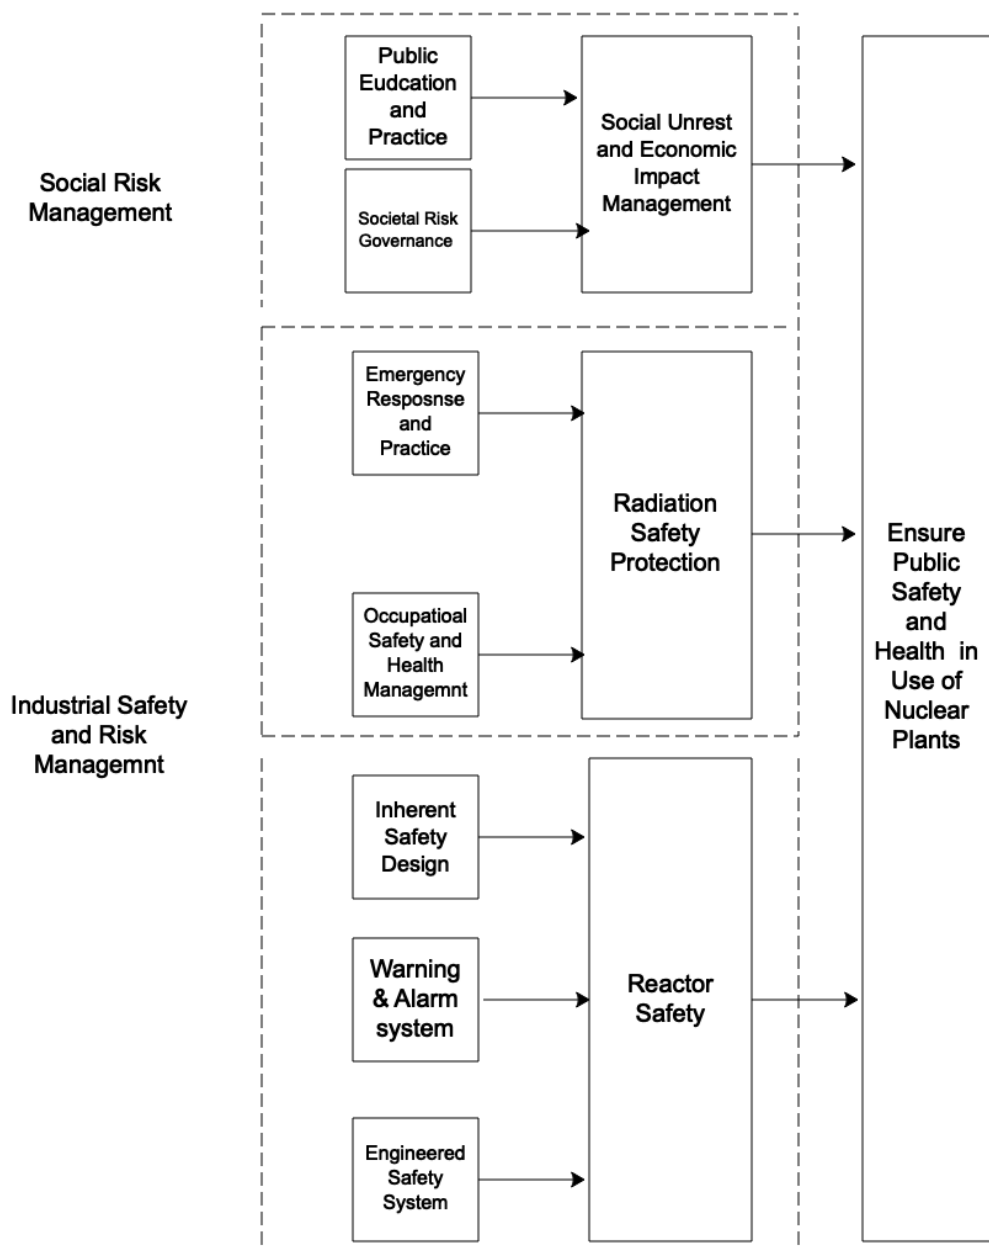 Public
Eudcation
and
Practice
Social Unrest
and Economic
Impact
Management
Social Risk
Management
Societal Risk
Governance
Emergency
Resposnse
and
Practice
Radiation
Safety
Protection
Ensure
Public
Safety
and
Health in
Use of
Nuclear
Plants
Occupatioal
Safety and
Health
Managemnt
Industrial Safety
and Risk
Managemnt
Inherent
Safety
Design
Warning
& Alarm
system
Reactor
Safety
Engineered
Safety
System